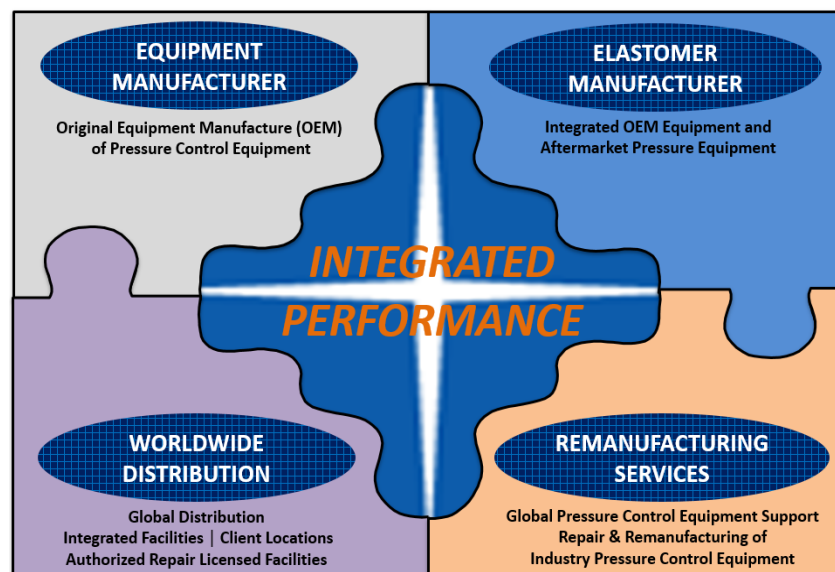 EQUIPMENT
MANUFACTURER
Original Equipment Manufacture (OEM)
of Pressure Control Equipment
ELASTOMER
MANUFACTURER
Integrated OEM Equipment and
Aftermarket Pressure Equipment
INTEGRATED
PERFORMANCE
WORLDWIDE
DISTRIBUTION
Global Distribution
Integrated Facilities | Client Locations
Authorized Repair Licensed Facilities
REMANUFACTURING
SERVICES
Global Pressure Control Equipment Support
Repair & Remanufacturing of
Industry Pressure Control Equipment